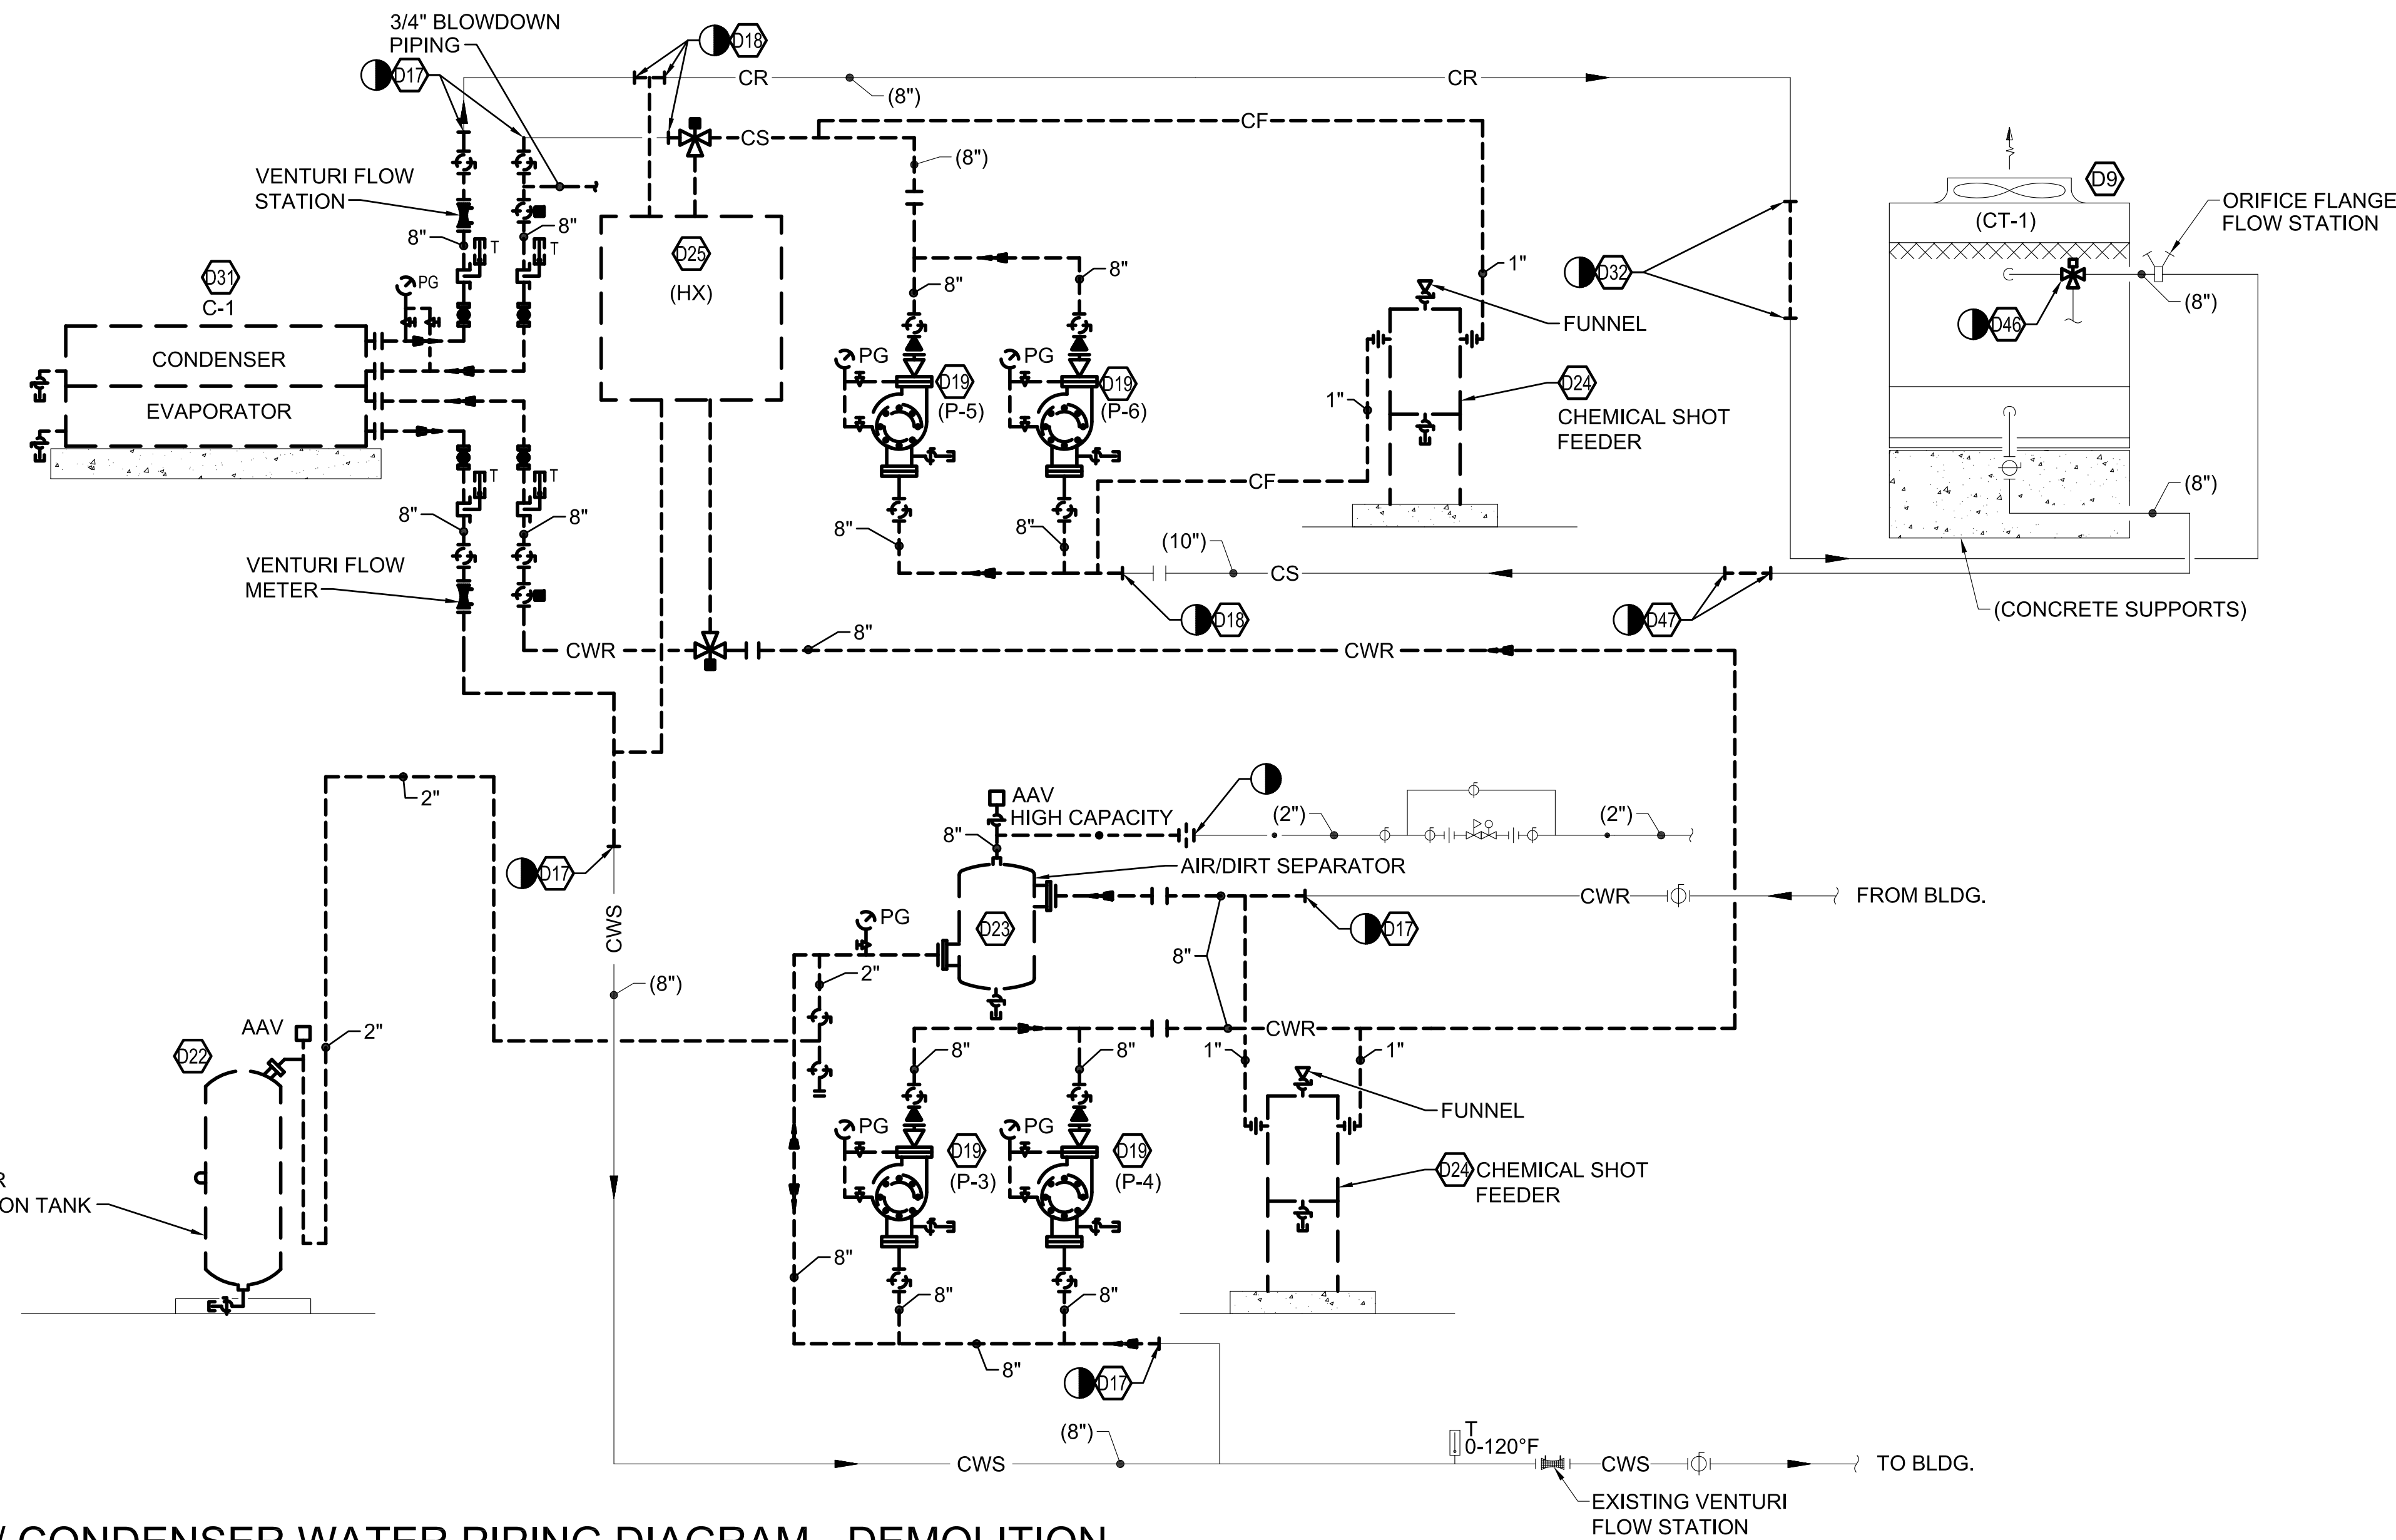 3/4" BLOWDOWN
PIPING
D18
D17
CR
CR
(8")
CF
CS
(8")
VENTURI FLOW
STATION
8"
T
8"
T
D9
ORIFICE FLANGE
FLOW STATION
(CT-1)
D31
C-1
PG
D25
(HX)
8"
8"
1"
D32
(8")
FUNNEL
D46
CONDENSER
EVAPORATOR
PG
D19
(P-5)
PG
D19
(P-6)
D24
CHEMICAL SHOT
FEEDER
1"
T
T
CF
(8")
8"
8"
8"
8"
(10")
CS
VENTURI FLOW
METER
D18
D47
(CONCRETE SUPPORTS)
CWR
8"
CWR
2"
AAV
HIGH CAPACITY
(2")
(2")
8"
AIR/DIRT SEPARATOR
D17
CWR
FROM BLDG.
PG
D23
D17
CWS
8"
2"
(8")
AAV
2"
D22
CWR
8"
8"
1"
1"
FUNNEL
PG
D19
(P-3)
PG
D19
(P-4)
D24
CHEMICAL SHOT
FEEDER
R
ON TANK
8"
8"
8"
8"
D17
(8")
T
0-120°F
CWS
CWS
TO BLDG.
EXISTING VENTURI
FLOW STATION
CONDENSER WATER PIPING DIAGRAM - DEMOLITION